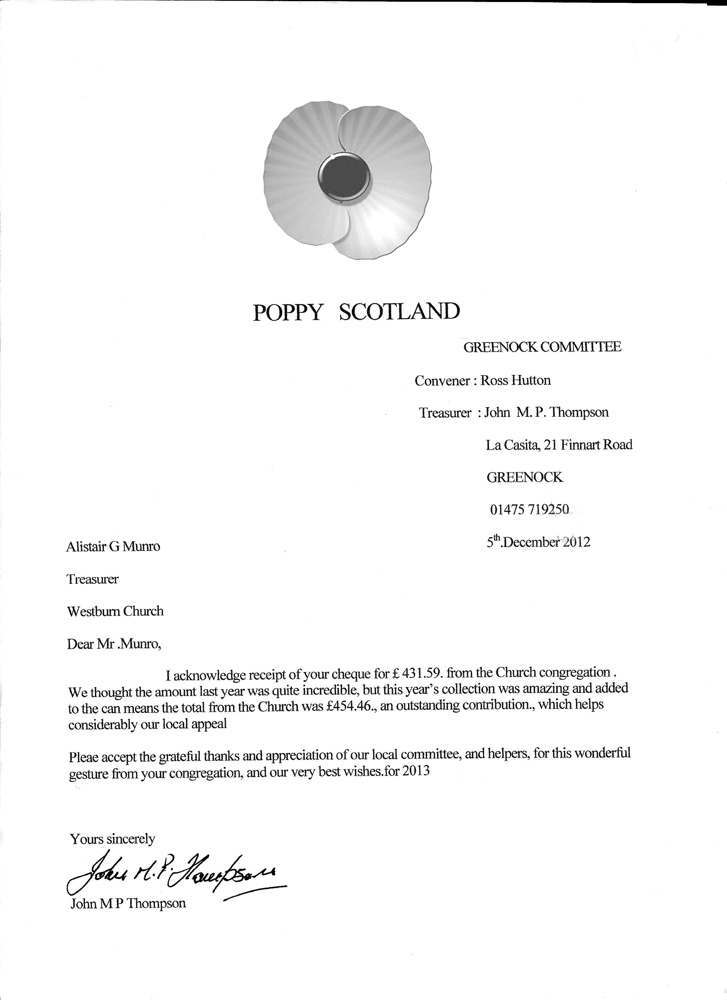 POPPY SCOTLAND
GREENOCK COMMITTEE
Convener : Ross Hutton
Treasurer : John M. P. Thompson
La Casita, 21 Finnart Road
GREENOCK
01475 719250
5th.December 2012
Alistair G Munro
Treasurer
Westburn Church
Dear Mr .Munro,
I acknowledge receipt of your cheque for £ 431.59. from the Church congregation .
We thought the amount last year was quite incredible, but this year’s collection was amazing and added
to the can means the total from the Church was £454.46., an outstanding contribution., which helps
considerably our local appeal
Pleae accept the grateful thanks and appreciation of our local committee, and helpers, for this wonderful
gesture from your congregation, and our very best wishes.for 2013
Yours sincerely
John M. P. Thompson
John M P Thompson